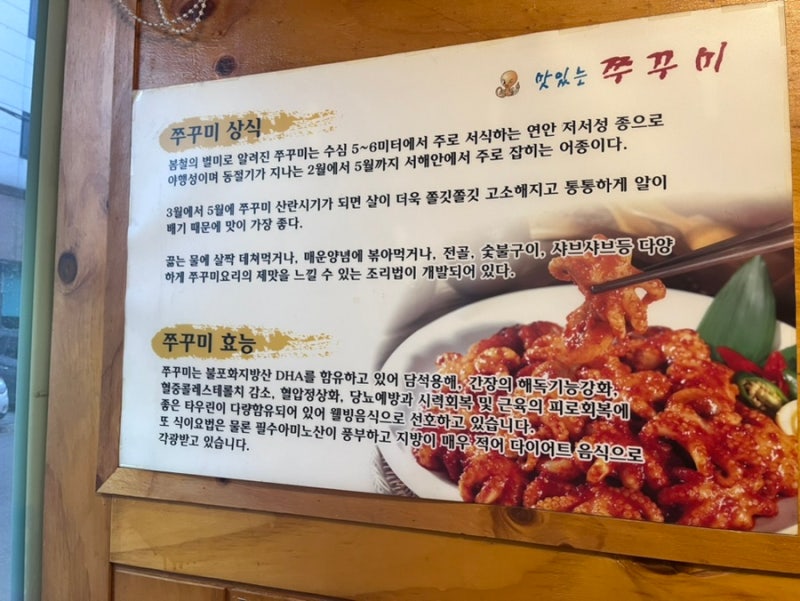 맛있는 쭈꾸미
쭈꾸미 상식
봄철의 별미로 알려진 쭈꾸미는 수심 5~6미터에서 주로 서식하는 연안 저서성 종으로
야행성이며 동절기가 지나는 2월에서 5월까지 서해안에서 주로 잡히는 어종이다.
3월에서 5월에 쭈꾸미 산란시기가 되면 살이 더욱 쫄깃쫄깃 고소해지고 통통하게 알이
배기 때문에 맛이 가장 좋다.
끓는 물에 살짝 데쳐먹거나, 매운양념에 볶아먹거나, 전골, 숯불구이, 샤브샤브등 다양
하게 쭈꾸미요리의 제맛을 느낄 수 있는 조리법이 개발되어 있다.
쭈꾸미 효능
쭈꾸미는 불포화지방산 DHA를 함유하고 있어 담석용해, 간장의 해독기능강화,
혈중콜레스테롤치 감소, 혈압정상화, 당뇨예방과 시력회복 및 근육의 피로회복에
좋은 타우린이 다량함유되어 있어 웰빙음식으로 선호하고 있습니다.
또 식이요법은 물론 필수아미노산이 풍부하고 지방이 매우 적어 다이어트 음식으로
각광받고 있습니다.